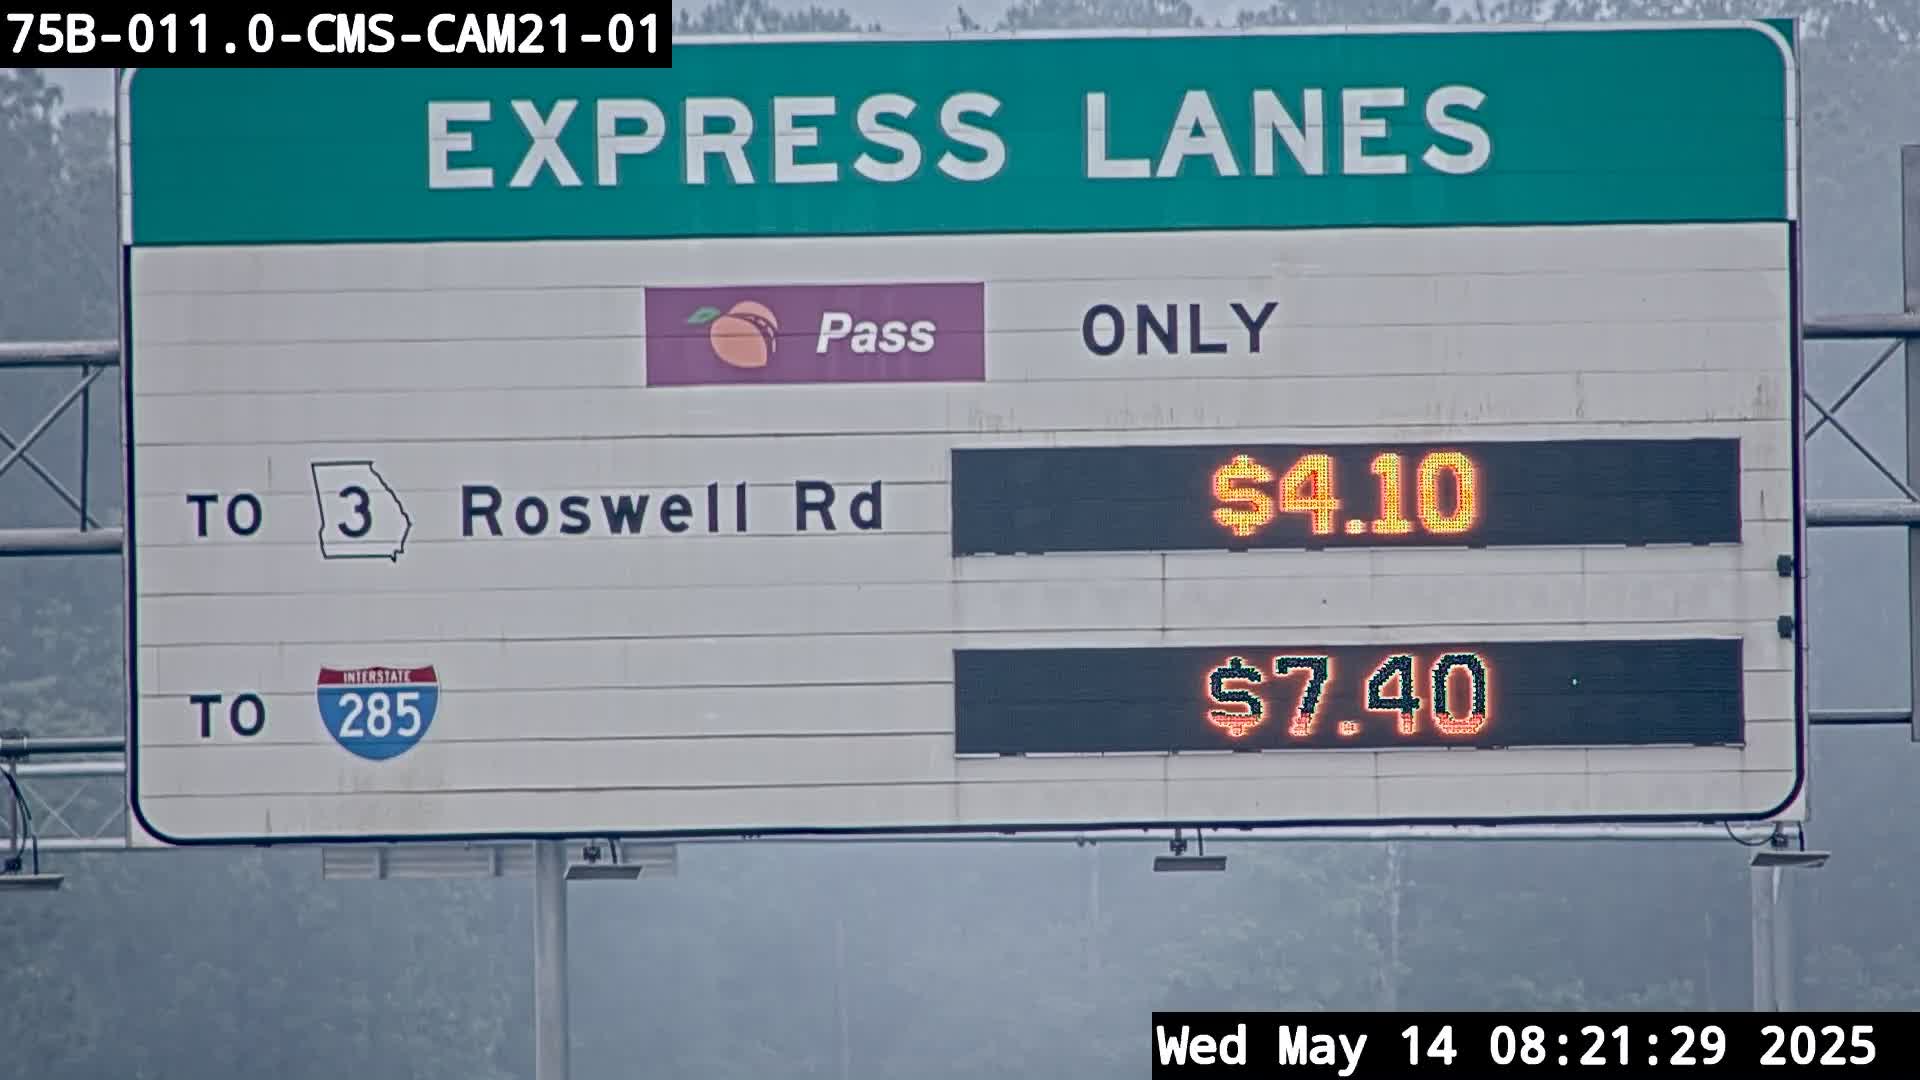 75B-011.0-CMS-CAM21-01
EXPRESS LANES
Pass ONLY
TO 3 Roswell Rd $4.10
TO INTERSTATE 285 $7.40
Wed May 14 08:21:29 2025